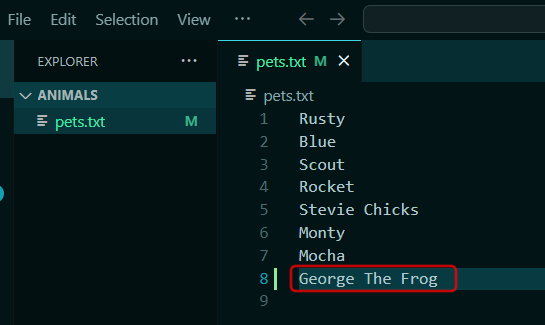 File Edit Selection View ···
EXPLORER ···
pets.txt M
ANIMALS
pets.txt M
pets.txt
1 Rusty
2 Blue
3 Scout
4 Rocket
5 Stevie Chicks
6 Monty
7 Mocha
8 George The Frog
9